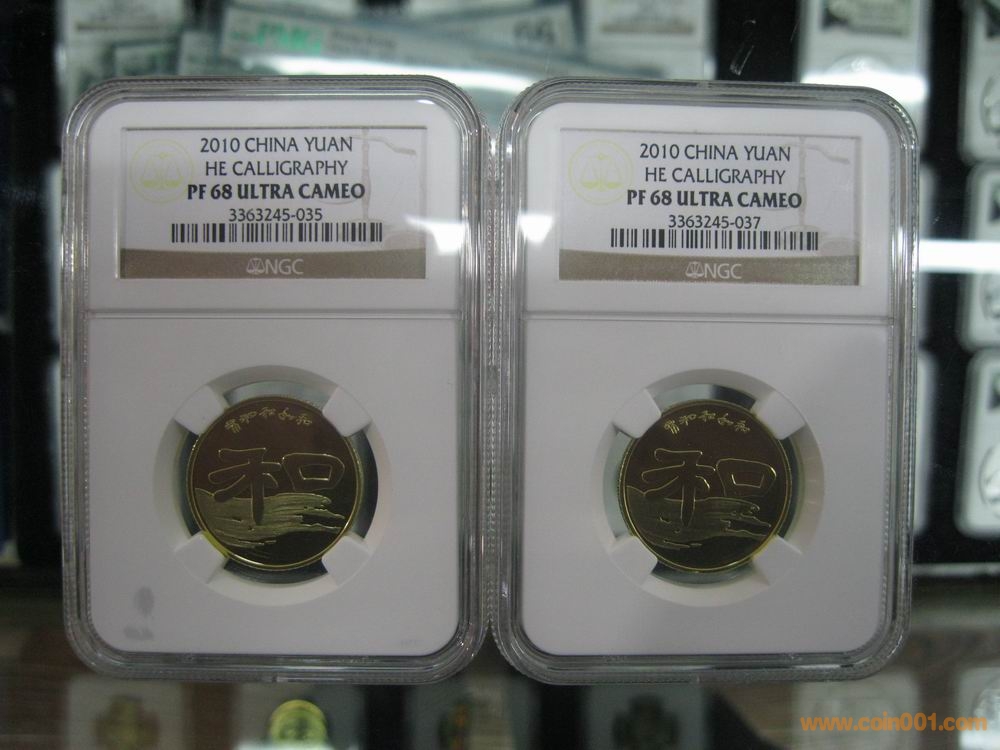 2010 CHINA YUAN
HE CALLIGRAPHY
PF 68 ULTRA CAMEO
3363245-035
NGC
和
2010 CHINA YUAN
HE CALLIGRAPHY
PF 68 ULTRA CAMEO
3363245-037
NGC
和
www.coin001.com